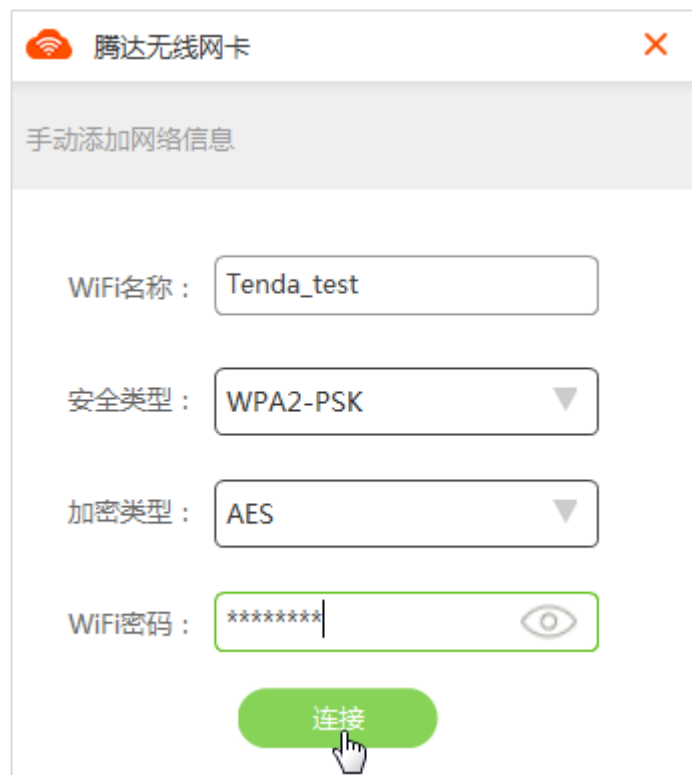 腾达无线网卡
手动添加网络信息
WiFi名称： Tenda_test
安全类型： WPA2-PSK
加密类型： AES
WiFi密码： ********
连接